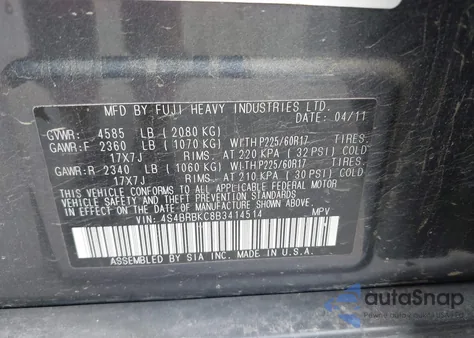 MFD BY FUJI HEAVY INDUSTRIES LTD.
DATE: 04/11
GVWR: 4585 LB (2080 KG)
GAWR:F 2360 LB (1070 KG) WITH P225/60R17 TIRES.
17X7J RIMS. AT 220 KPA (32 PSI) COLD
GAWR:R 2340 LB (1060 KG) WITH P225/60R17 TIRES.
17X7J RIMS. AT 210 KPA (30 PSI) COLD
THIS VEHICLE CONFORMS TO ALL APPLICABLE FEDERAL MOTOR
VEHICLE SAFETY AND THEFT PREVENTION STANDARDS IN
EFFECT ON THE DATE OF MANUFACTURE SHOWN ABOVE.
VIN: 4S4BRBKC8B3414514 MPV
ASSEMBLED BY SIA INC. MADE IN U.S.A.
autoSnap